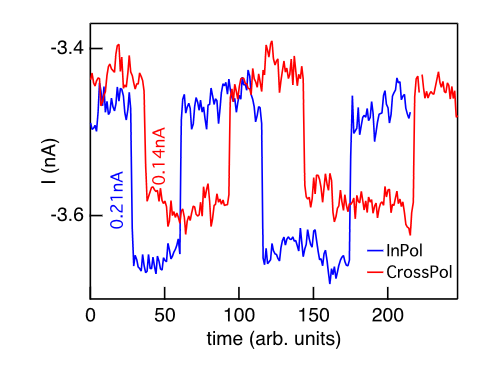 -3.4
-3.6
I (nA)
0.21nA
0.14nA
InPol
CrossPol
0
50
100
150
200
time (arb. units)